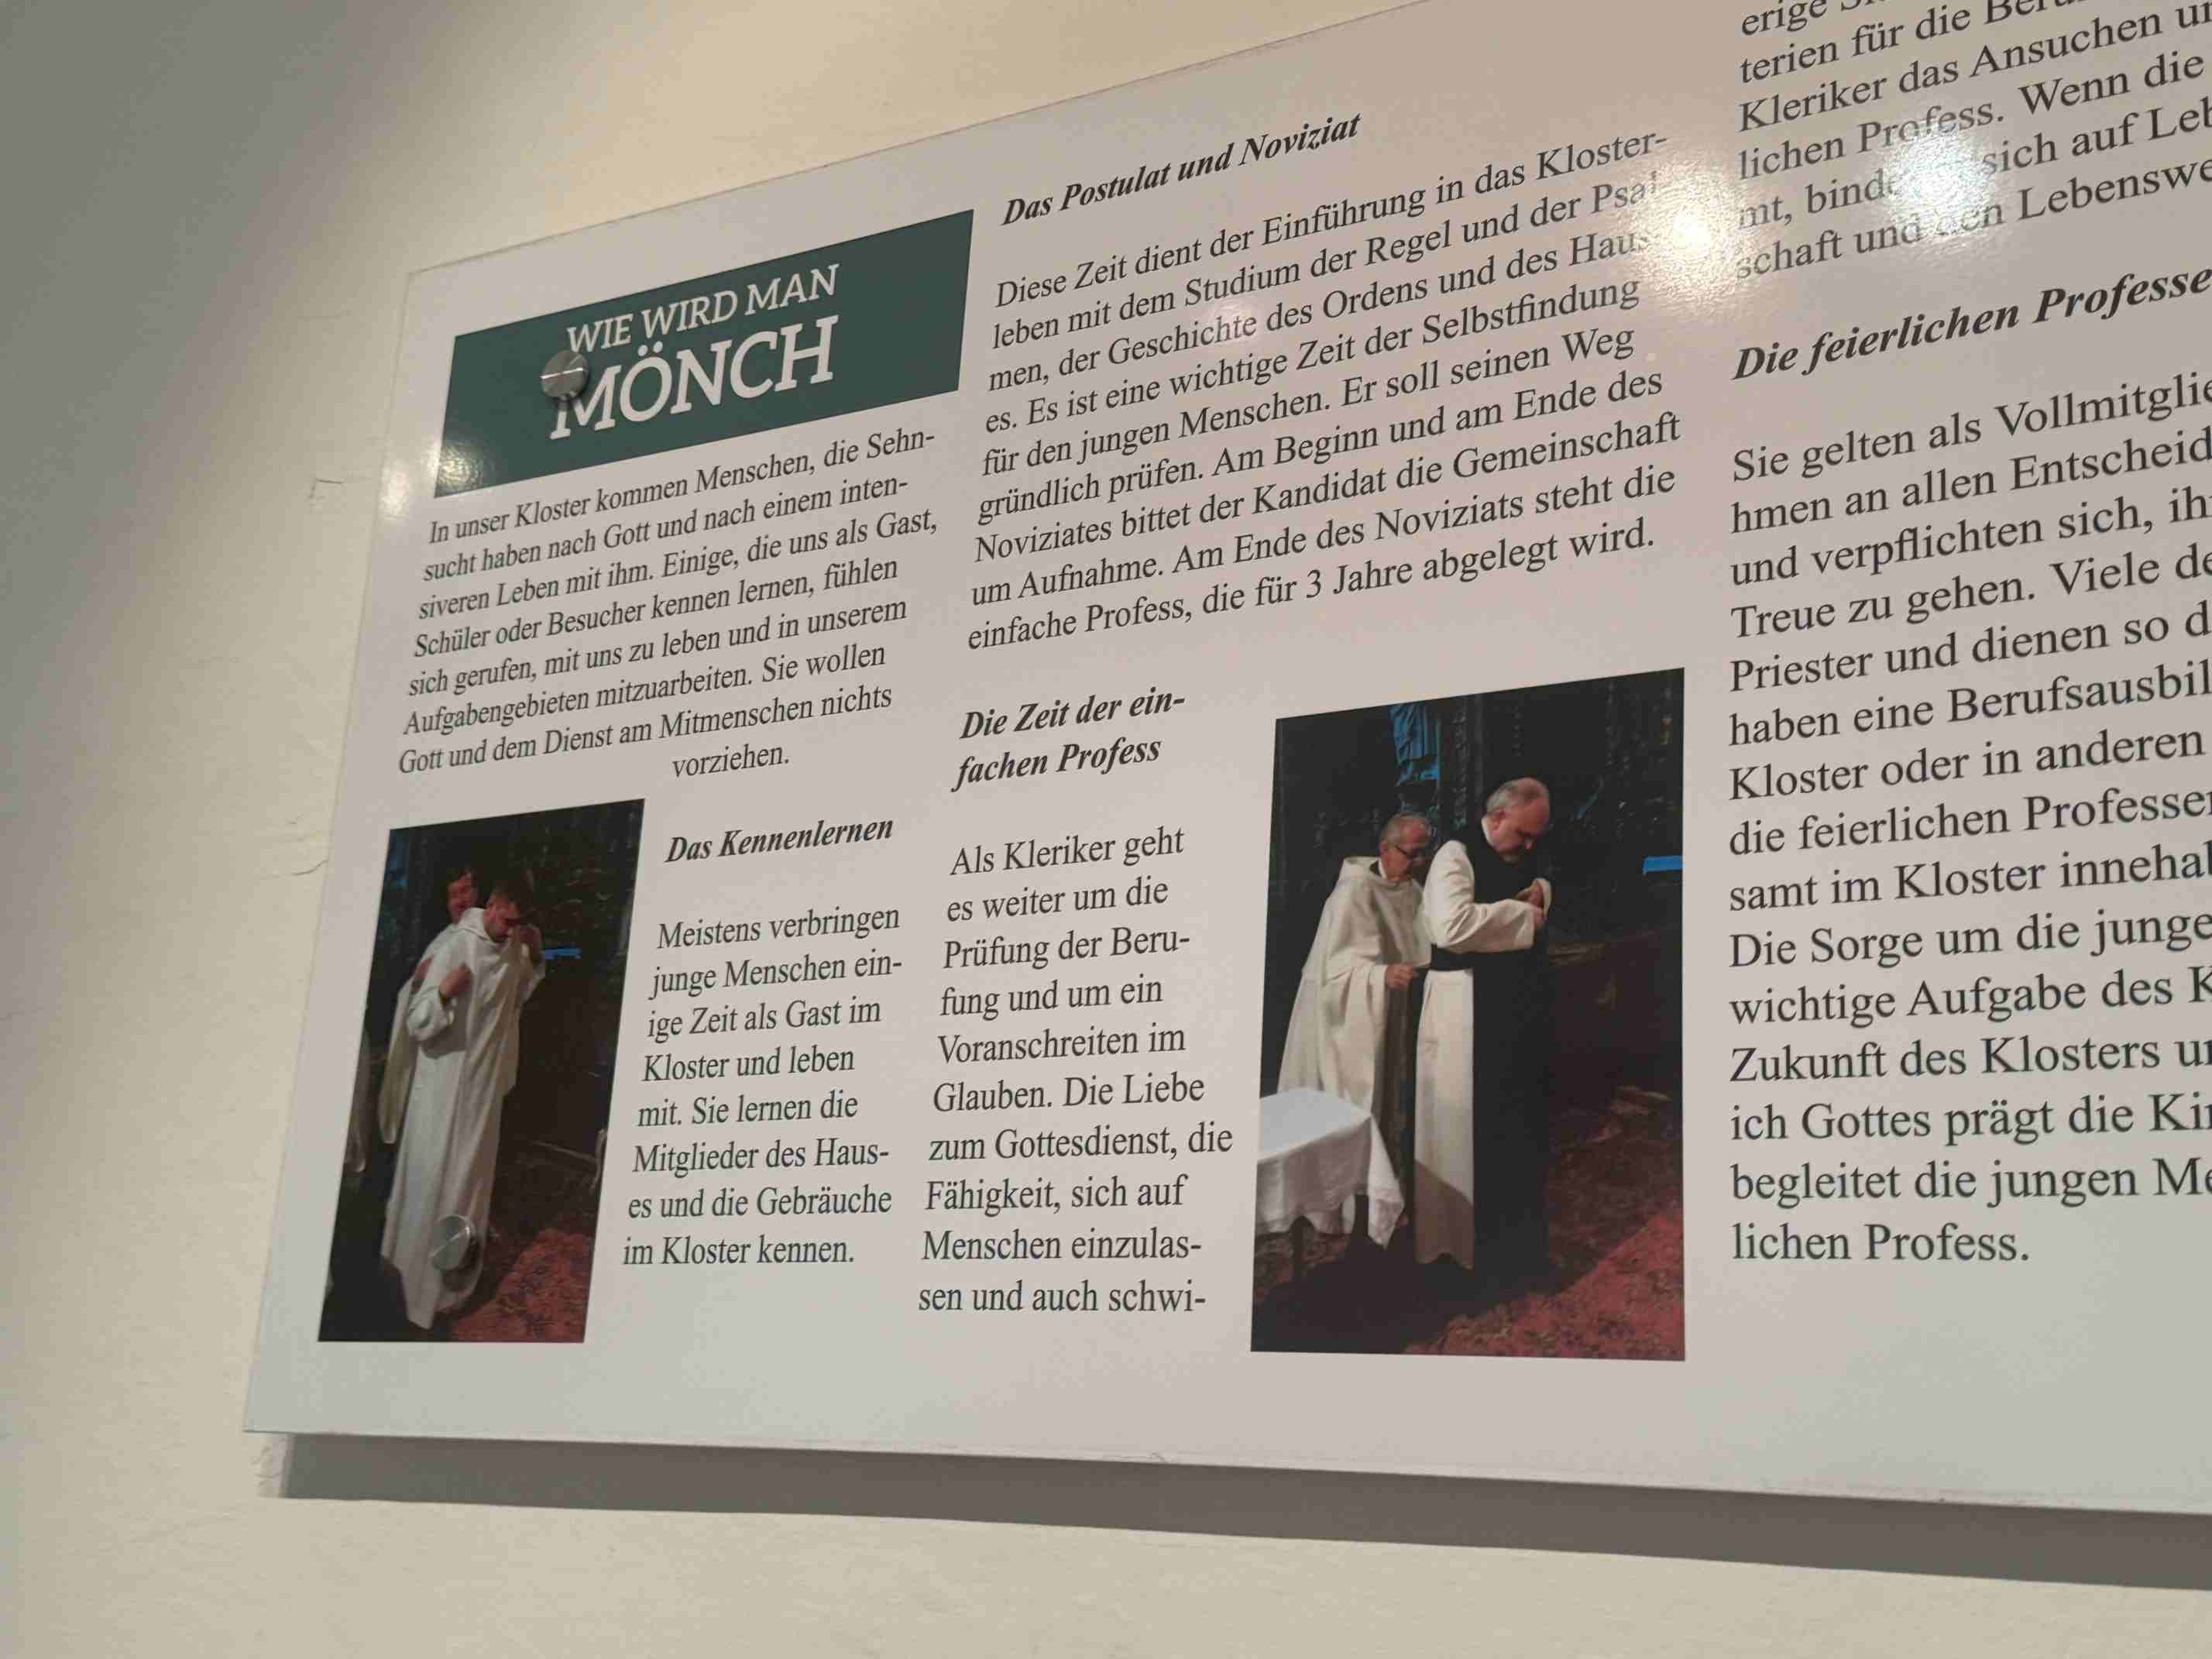 WIE WIRD MAN
MÖNCH
In unser Kloster kommen Menschen, die Sehn-
sucht haben nach Gott und nach einem inten-
siveren Leben mit ihm. Einige, die uns als Gast,
Schüler oder Besucher kennen lernen, fühlen
sich gerufen, mit uns zu leben und in unserem
Aufgabengebieten mitzuarbeiten. Sie wollen
Gott und dem Dienst am Mitmenschen nichts
vorziehen.
Das Kennenlernen
Meistens verbringen
junge Menschen ein-
ige Zeit als Gast im
Kloster und leben
mit. Sie lernen die
Mitglieder des Haus-
es und die Gebräuche
im Kloster kennen.
Das Postulat und Noviziat
Diese Zeit dient der Einführung in das Kloster-
leben mit dem Studium der Regel und der Psal
men, der Geschichte des Ordens und des Haus
es. Es ist eine wichtige Zeit der Selbstfindung
für den jungen Menschen. Er soll seinen Weg
gründlich prüfen. Am Beginn und am Ende des
Noviziates bittet der Kandidat die Gemeinschaft
um Aufnahme. Am Ende des Noviziats steht die
einfache Profess, die für 3 Jahre abgelegt wird.
Die Zeit der ein-
fachen Profess
Als Kleriker geht
es weiter um die
Prüfung der Beru-
fung und um ein
Voranschreiten im
Glauben. Die Liebe
zum Gottesdienst, die
Fähigkeit, sich auf
Menschen einzulas-
sen und auch schwi-
erige
terien für die
Kleriker das Ansuchen
lichen Profess. Wenn die
mt, sich auf
schaft und den
Die feierlichen Professe
Sie gelten als
hmen an allen
und verpflichten sich,
Treue zu gehen. Viele
Priester und dienen so
haben eine
Kloster oder in anderen
die feierlichen
samt im Kloster
Die Sorge um die
wichtige Aufgabe des
Zukunft des Klosters
ich Gottes prägt die
begleitet die jungen
lichen Profess.